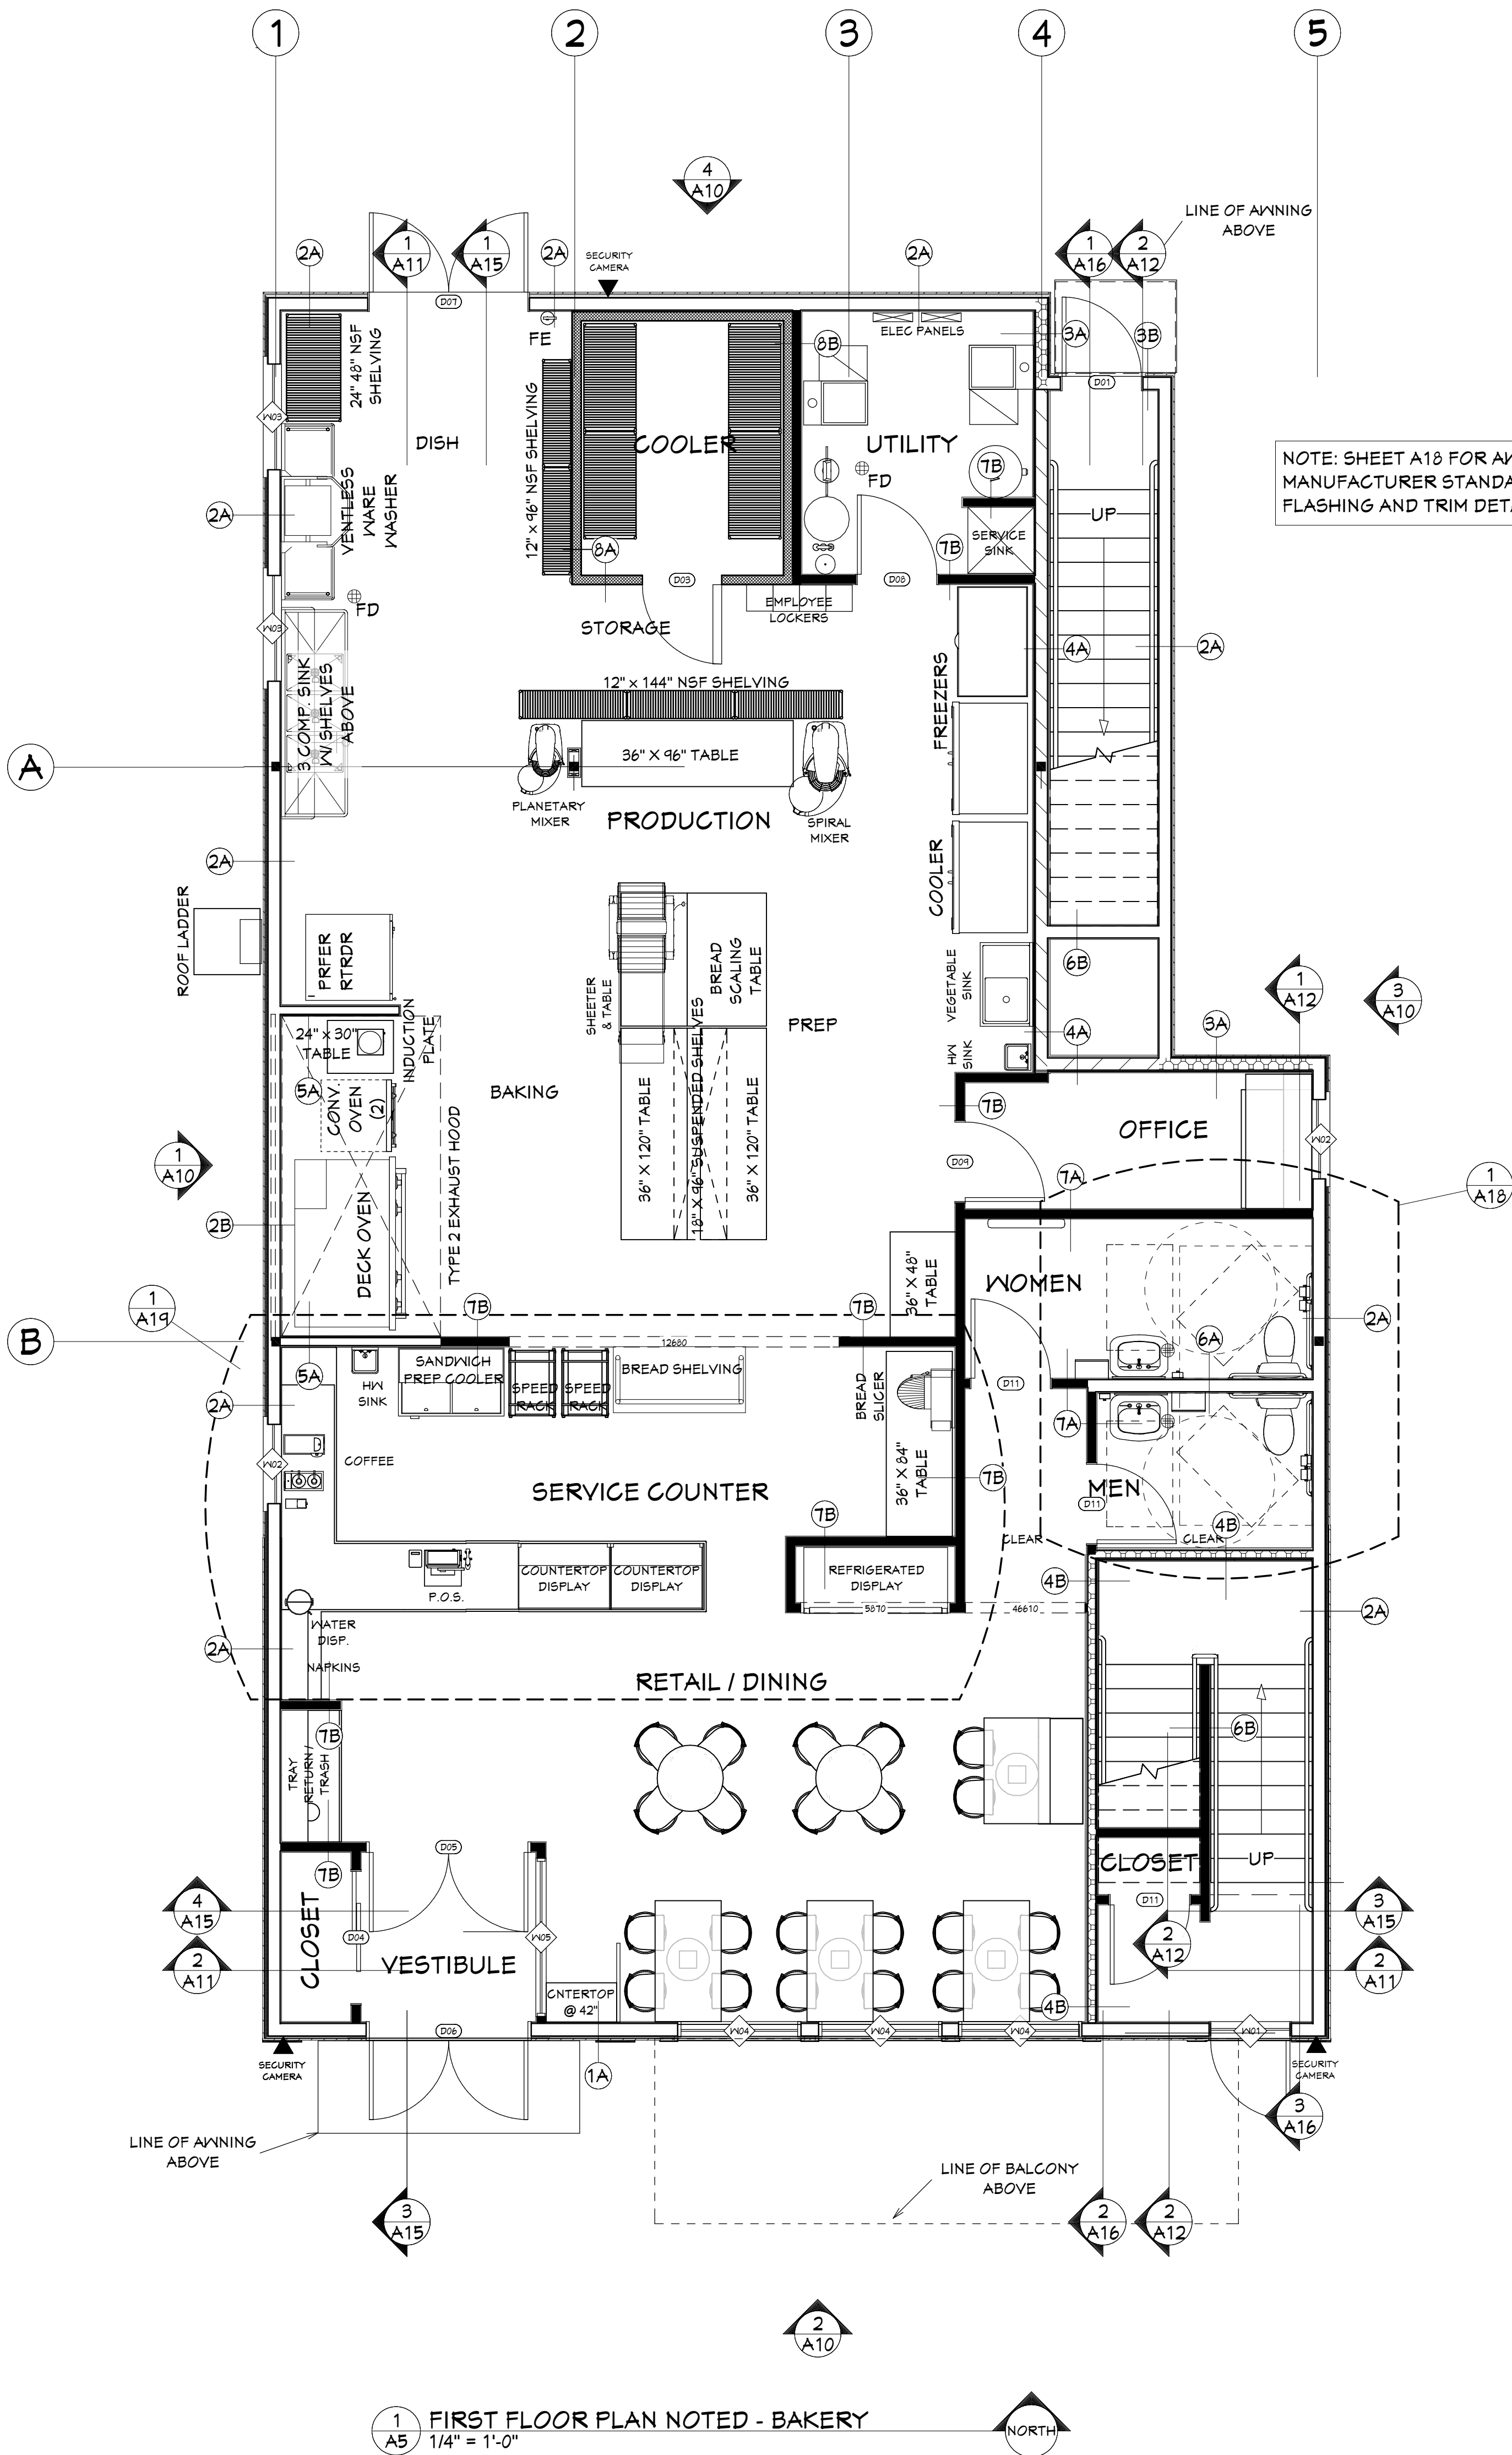 1
2
3
4
5
4
A10
LINE OF AWNING
ABOVE
2A
1
A11
1
A15
2A
SECURITY
CAMERA
2A
1
A16
2
A12
D07
FE
ELEC PANELS
3A
3B
24" 48" NSF
SHELVING
8B
D01
W03
DISH
COOLER
UTILITY
12" x 96" NSF SHELVING
FD
7B
NOTE: SHEET A18 FOR
MANUFACTURER
FLASHING AND TRIM
2A
VENTLESS
WARE
WASHER
UP
SERVICE
SINK
8A
7B
D03
D08
FD
EMPLOYEE
LOCKERS
W03
STORAGE
4A
2A
3 COMP. SINK
W/ SHELVES
ABOVE
12" x 144" NSF SHELVING
FREEZERS
A
36" X 96" TABLE
PLANETARY
MIXER
PRODUCTION
SPIRAL
MIXER
2A
COOLER
ROOF LADDER
PRFER
RTRDR
SHEETER
& TABLE
BREAD
SCALING
TABLE
VEGETABLE
SINK
6B
1
A12
3
A10
PREP
HW
SINK
4A
3A
24" x 30"
TABLE
INDUCTION
PLATE
5A
CONV.
OVEN
(2)
BAKING
36" X 120" TABLE
18" X 96" SUSPENDED SHELVES
36" X 120" TABLE
7B
OFFICE
W02
1
A10
D09
7A
1
A18
2B
DECK OVEN
TYPE 2 EXHAUST HOOD
36" X 48"
TABLE
WOMEN
1
A19
7B
7B
2A
B
12680
6A
5A
HW
SINK
SANDWICH
PREP COOLER
SPEED
RACK
SPEED
RACK
BREAD SHELVING
BREAD
SLICER
D11
2A
7A
W02
COFFEE
SERVICE COUNTER
36" X 84"
TABLE
7B
MEN
D11
7B
4B
CLEAR
CLEAR
P.O.S.
COUNTERTOP
DISPLAY
COUNTERTOP
DISPLAY
REFRIGERATED
DISPLAY
4B
5870
46610
2A
WATER
DISP.
2A
NAPKINS
RETAIL / DINING
7B
TRAY
RETURN /
TRASH
6B
D05
7B
CLOSET
UP
CLOSET
D11
4
A15
D04
W05
3
A15
2
A12
2
A11
VESTIBULE
2
A11
CNTERTOP
@ 42"
4B
D06
W04
W04
W04
W01
SECURITY
CAMERA
SECURITY
CAMERA
1A
3
A16
LINE OF AWNING
ABOVE
LINE OF BALCONY
ABOVE
3
A15
2
A16
2
A12
2
A10
1
A5
FIRST FLOOR PLAN NOTED - BAKERY
1/4" = 1'-0"
NORTH